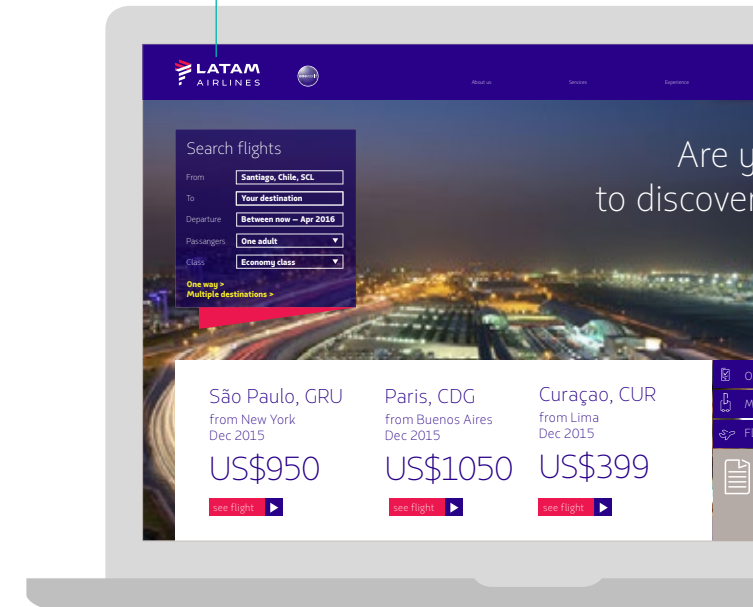 LATAM
AIRLINES
About us
Services
Experience
Search flights
From
Santiago, Chile, SCL
To
Your destination
Departure
Between now — Apr 2016
Passangers
One adult
Class
Economy class
One way >
Multiple destinations >
Are y
to discover
São Paulo, GRU
from New York
Dec 2015
US$950
see flight
Paris, CDG
from Buenos Aires
Dec 2015
US$1050
see flight
Curaçao, CUR
from Lima
Dec 2015
US$399
see flight
O
M
Fl